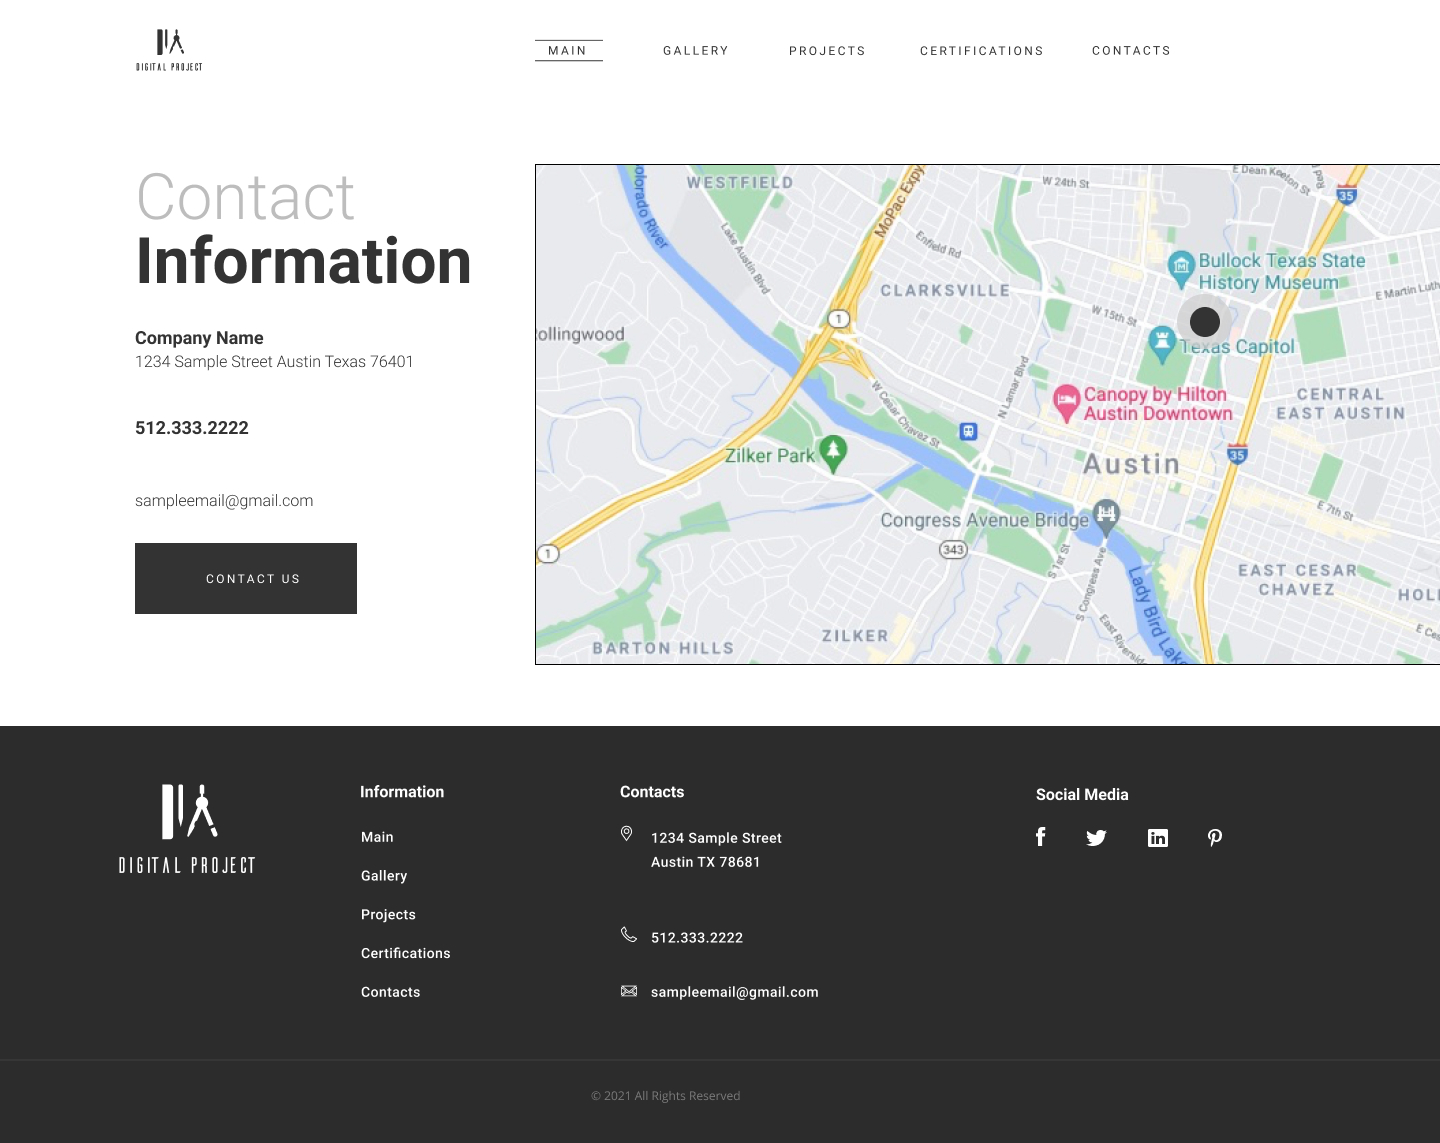 DIGITAL PROJECT
MAIN
GALLERY
PROJECTS
CERTIFICATIONS
CONTACTS
Contact
Information
Company Name
1234 Sample Street Austin Texas 76401
512.333.2222
sampleemail@gmail.com
CONTACT US
olorado River
WESTFIELD
Lake Austin Blvd
MoPac Expy
Enfield Rd
W 24th St
E Dean Keeton St
Red
35
Bullock Texas State
History Museum
E Martin Luth
CLARKSVILLE
W 15th St
1
ollingwood
Texas Capitol
N Lamar Blvd
W Cesar Chavez St
Canopy by Hilton
Austin Downtown
CENTRAL
EAST AUSTIN
Zilker Park
Austin
35
Congress Avenue Bridge
E 7th St
1
343
S 1st St
S Congress Ave
Lady Bird Lake
EAST CESAR
CHAVEZ
HOL
E Ces
East Riverside
ZILKER
BARTON HILLS
DIGITAL PROJECT
Information
Main
Gallery
Projects
Certifications
Contacts
Contacts
1234 Sample Street
Austin TX 78681
512.333.2222
sampleemail@gmail.com
Social Media
© 2021 All Rights Reserved